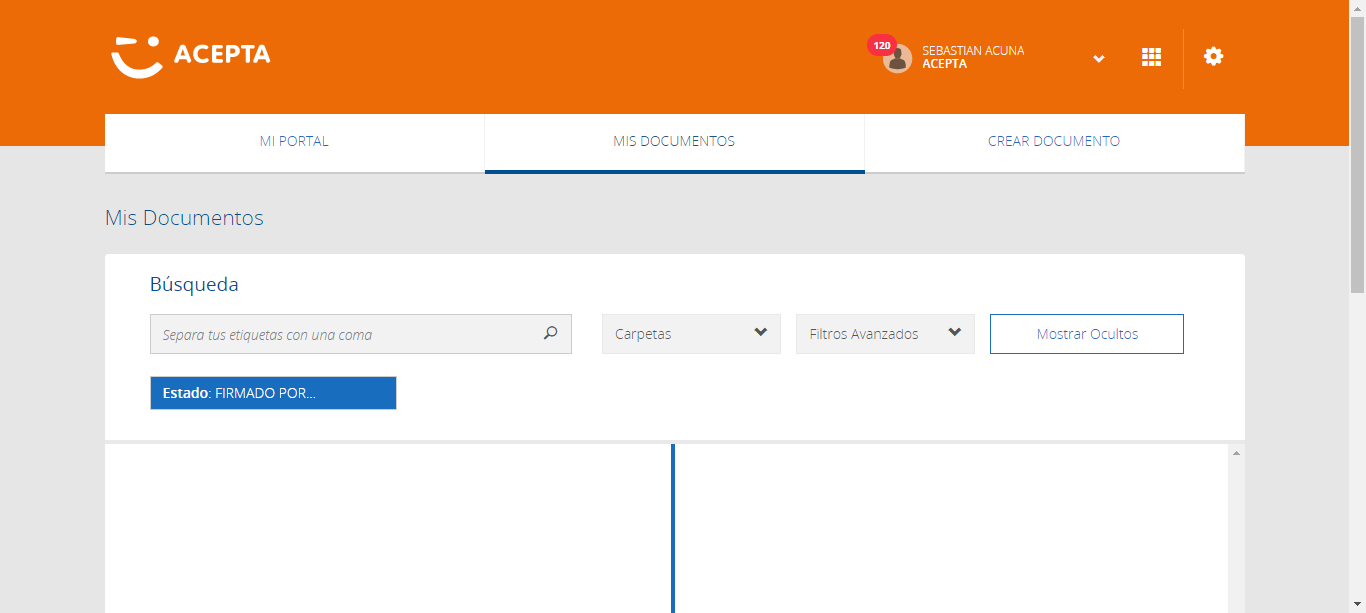 ACEPTA
120
SEBASTIAN ACUNA
ACEPTA
MI PORTAL
MIS DOCUMENTOS
CREAR DOCUMENTO
Mis Documentos
Búsqueda
Separa tus etiquetas con una coma
Carpetas
Filtros Avanzados
Mostrar Ocultos
Estado: FIRMADO POR...